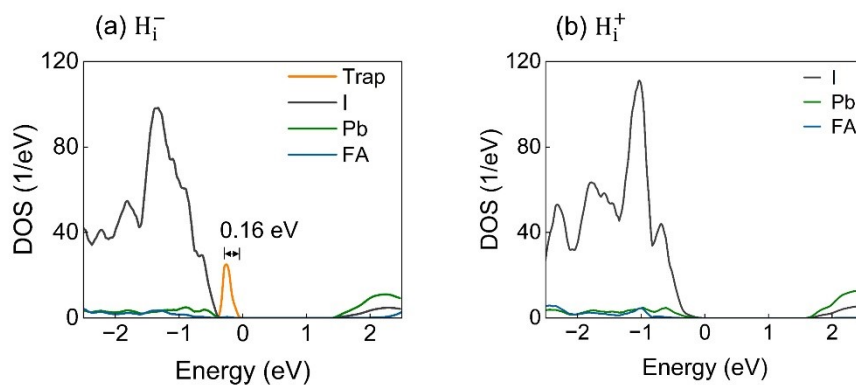 (a) H_i^−
120
80
40
0
DOS (1/eV)
Trap
I
Pb
FA
0.16 eV
−2 −1 0 1 2
Energy (eV)
(b) H_i^+
120
80
40
0
DOS (1/eV)
I
Pb
FA
−2 −1 0 1 2
Energy (eV)